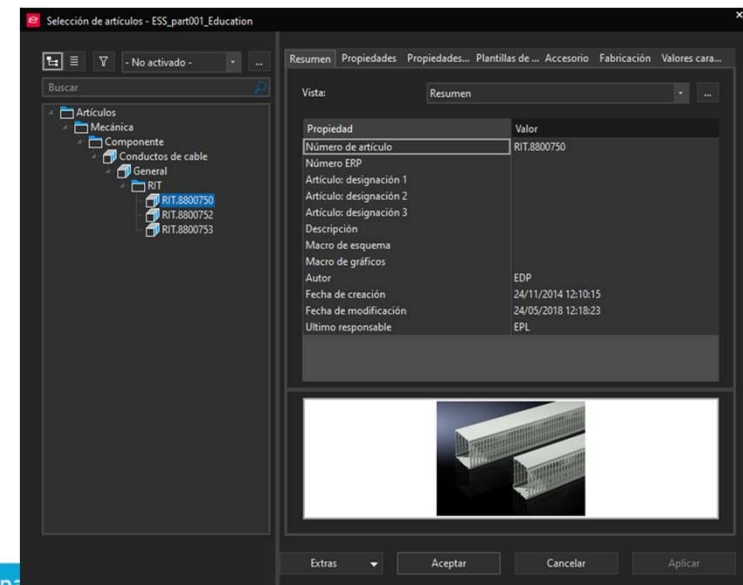 Selección de artículos - ESS_part001_Education
- No activado -
...
Buscar
Artículos
Mecánica
Componente
Conductos de cable
General
RIT
RIT.8800750
RIT.8800752
RIT.8800753
Resumen Propiedades Propiedades... Plantillas de ... Accesorio Fabricación Valores cara...
Vista: Resumen ...
Propiedad Valor
Número de artículo RIT.8800750
Número ERP
Artículo: designación 1
Artículo: designación 2
Artículo: designación 3
Descripción
Macro de esquema
Macro de gráficos
Autor EDP
Fecha de creación 24/11/2014 12:10:15
Fecha de modificación 24/05/2018 12:18:23
Ultimo responsable EPL
Extras Aceptar Cancelar Aplicar